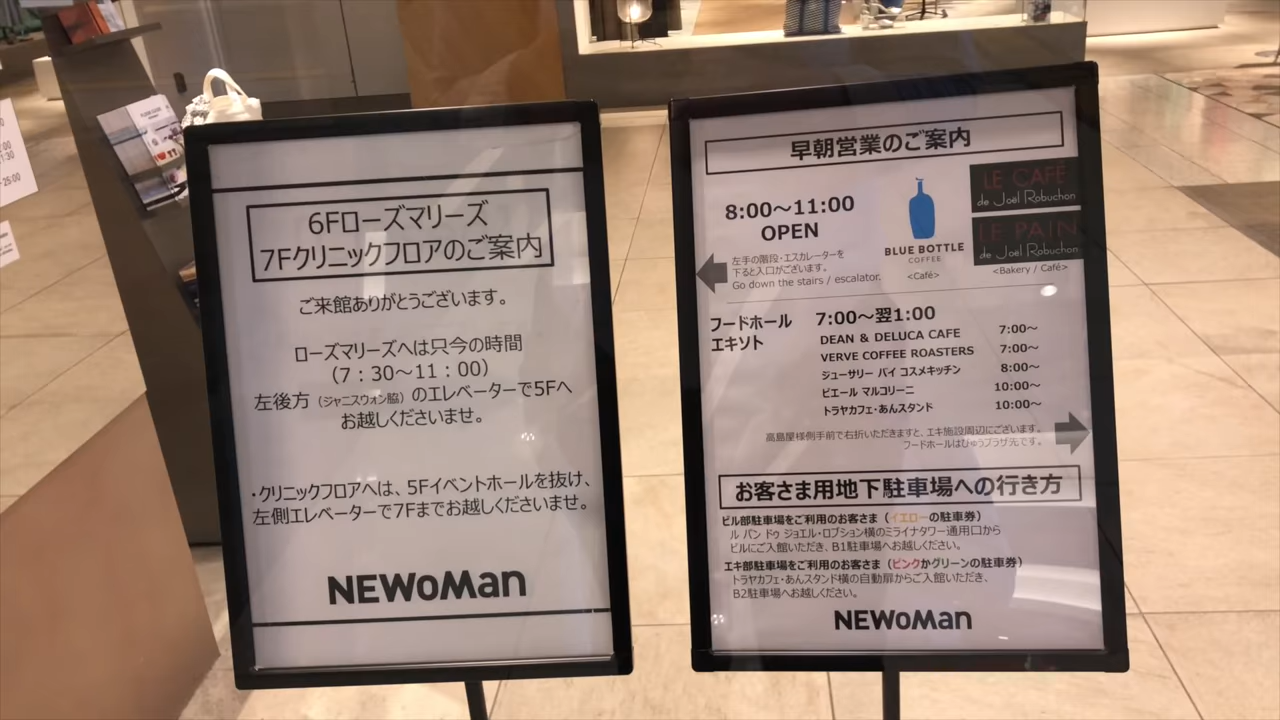 6Fローズマリーズ
7Fクリニックフロアのご案内
ご来館ありがとうございます。
ローズマリーズへは只今の時間
（7：30～11：00）
左後方（ジャニスウォン脇）のエレベーターで5Fへ
お越しくださいませ。
・クリニックフロアへは、5Fイベントホールを抜け、
左側エレベーターで7Fまでお越しくださいませ。
NEWoMan
早朝営業のご案内
8:00～11:00
OPEN
BLUE BOTTLE
COFFEE
<Café>
LE CAFÉ
de Joël Robuchon
LE PAIN
de Joël Robuchon
<Bakery / Café>
左手の階段・エスカレーターを
下ると入口がございます。
Go down the stairs / escalator.
フードホール
エキソト
7:00～翌1:00
DEAN & DELUCA CAFE 7:00～
VERVE COFFEE ROASTERS 7:00～
ジューサリー バイ コスメキッチン 8:00～
ピエール マルコリーニ 10:00～
トラヤカフェ・あんスタンド 10:00～
高島屋様側手前で右折いただきますと、エキ施設周辺にございます。
フードホールはびゅうプラザ先です。
お客さま用地下駐車場への行き方
ビル部駐車場をご利用のお客さま（イエローの駐車券）
ル パン ドゥ ジョエル・ロブション横のミライナタワー通用口から
ビルにご入館いただき、B1駐車場へお越しください。
エキ部駐車場をご利用のお客さま（ピンクかグリーンの駐車券）
トラヤカフェ・あんスタンド横の自動扉からご入館いただき、
B2駐車場へお越しください。
NEWoMan